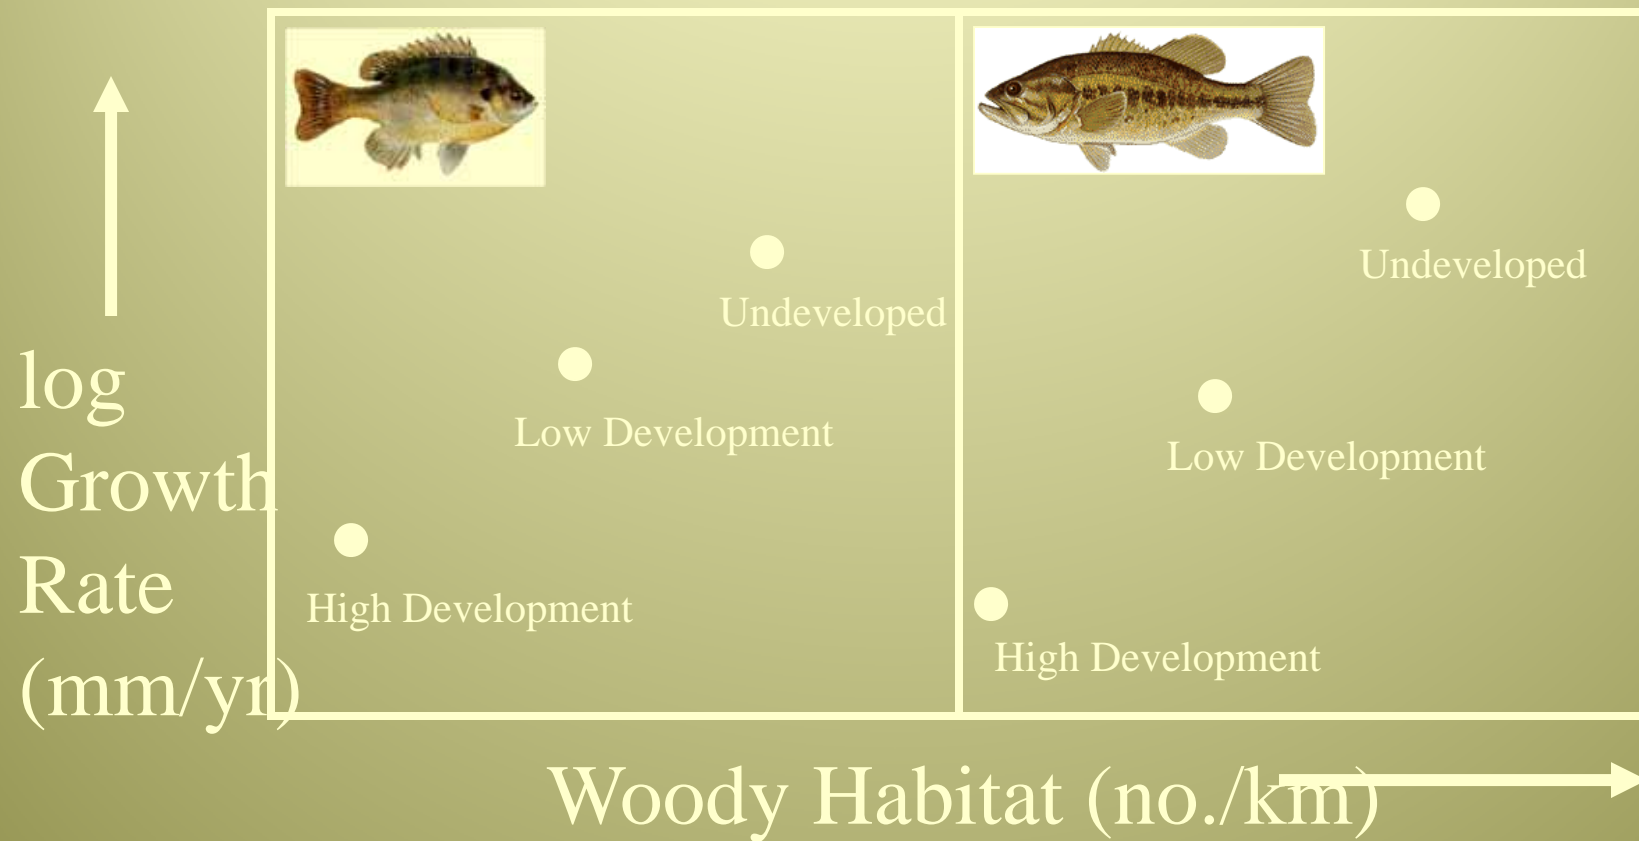 log
Growth
Rate
(mm/yr)
Undeveloped
Low Development
High Development
Undeveloped
Low Development
High Development
Woody Habitat (no./km)